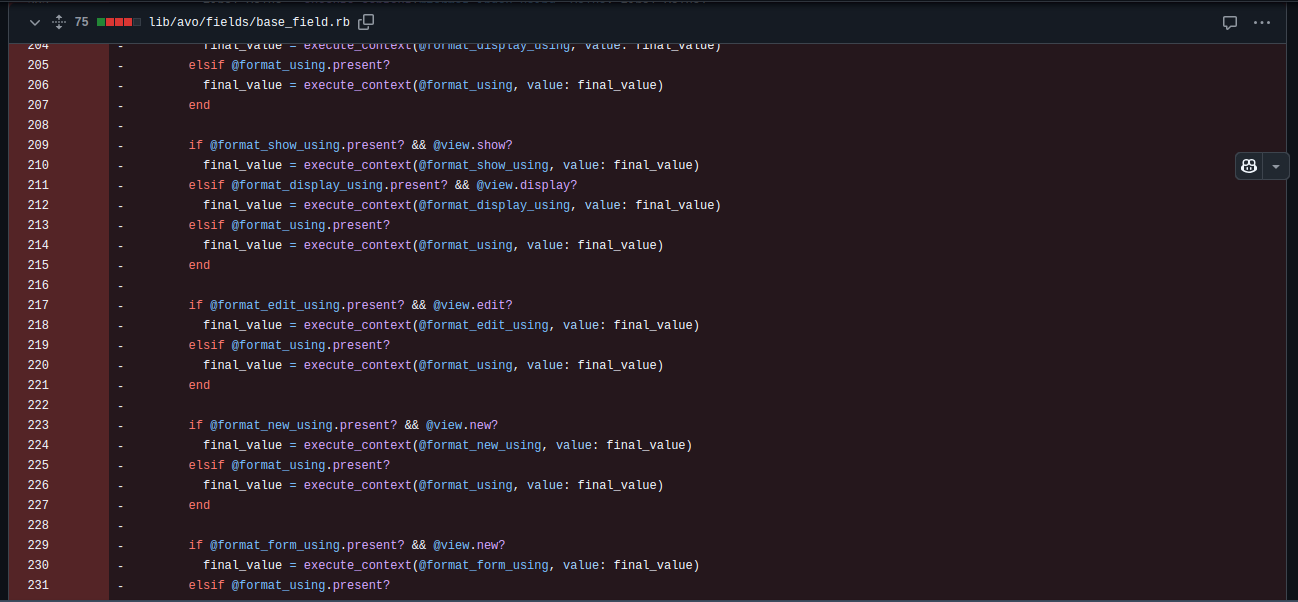 75 lib/avo/fields/base_field.rb
204 - final_value = execute_context(@format_display_using, value: final_value)
205 - elsif @format_using.present?
206 - final_value = execute_context(@format_using, value: final_value)
207 - end
208 -
209 - if @format_show_using.present? && @view.show?
210 - final_value = execute_context(@format_show_using, value: final_value)
211 - elsif @format_display_using.present? && @view.display?
212 - final_value = execute_context(@format_display_using, value: final_value)
213 - elsif @format_using.present?
214 - final_value = execute_context(@format_using, value: final_value)
215 - end
216 -
217 - if @format_edit_using.present? && @view.edit?
218 - final_value = execute_context(@format_edit_using, value: final_value)
219 - elsif @format_using.present?
220 - final_value = execute_context(@format_using, value: final_value)
221 - end
222 -
223 - if @format_new_using.present? && @view.new?
224 - final_value = execute_context(@format_new_using, value: final_value)
225 - elsif @format_using.present?
226 - final_value = execute_context(@format_using, value: final_value)
227 - end
228 -
229 - if @format_form_using.present? && @view.new?
230 - final_value = execute_context(@format_form_using, value: final_value)
231 - elsif @format_using.present?